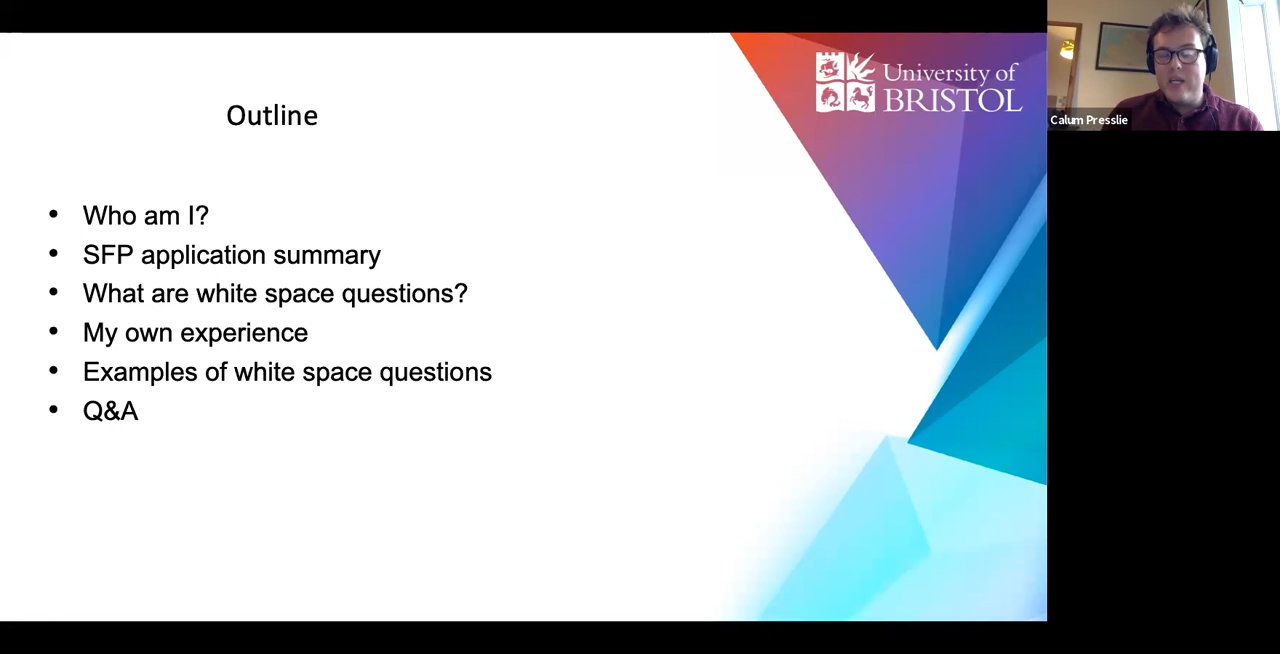 University of
BRISTOL
Outline
Calum Presslie
• Who am I?
• SFP application summary
• What are white space questions?
• My own experience
• Examples of white space questions
• Q&A